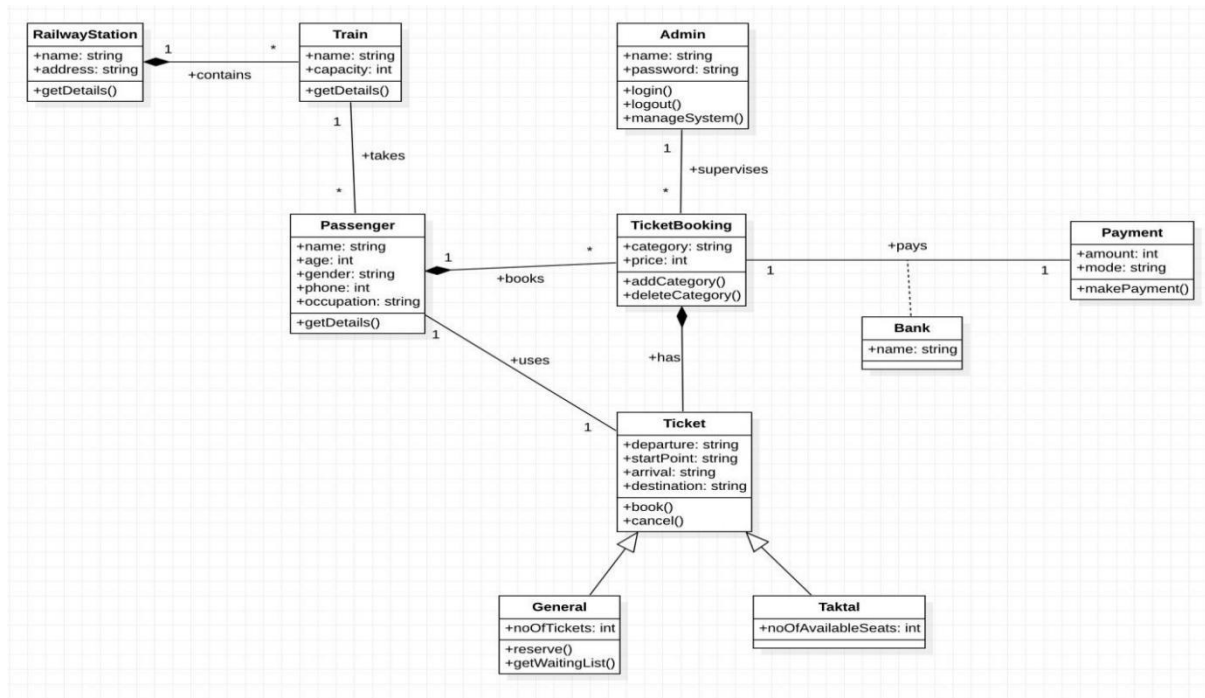 RailwayStation
+name: string
+address: string
+getDetails()
1
*
+contains
Train
+name: string
+capacity: int
+getDetails()
Admin
+name: string
+password: string
+login()
+logout()
+manageSystem()
1
+takes
*
1
+supervises
*
Passenger
+name: string
+age: int
+gender: string
+phone: int
+occupation: string
+getDetails()
1
*
+books
TicketBooking
+category: string
+price: int
+addCategory()
+deleteCategory()
+pays
1
1
Payment
+amount: int
+mode: string
+makePayment()
Bank
+name: string
1
+uses
1
+has
Ticket
+departure: string
+startPoint: string
+arrival: string
+destination: string
+book()
+cancel()
General
+noOfTickets: int
+reserve()
+getWaitingList()
Taktal
+noOfAvailableSeats: int